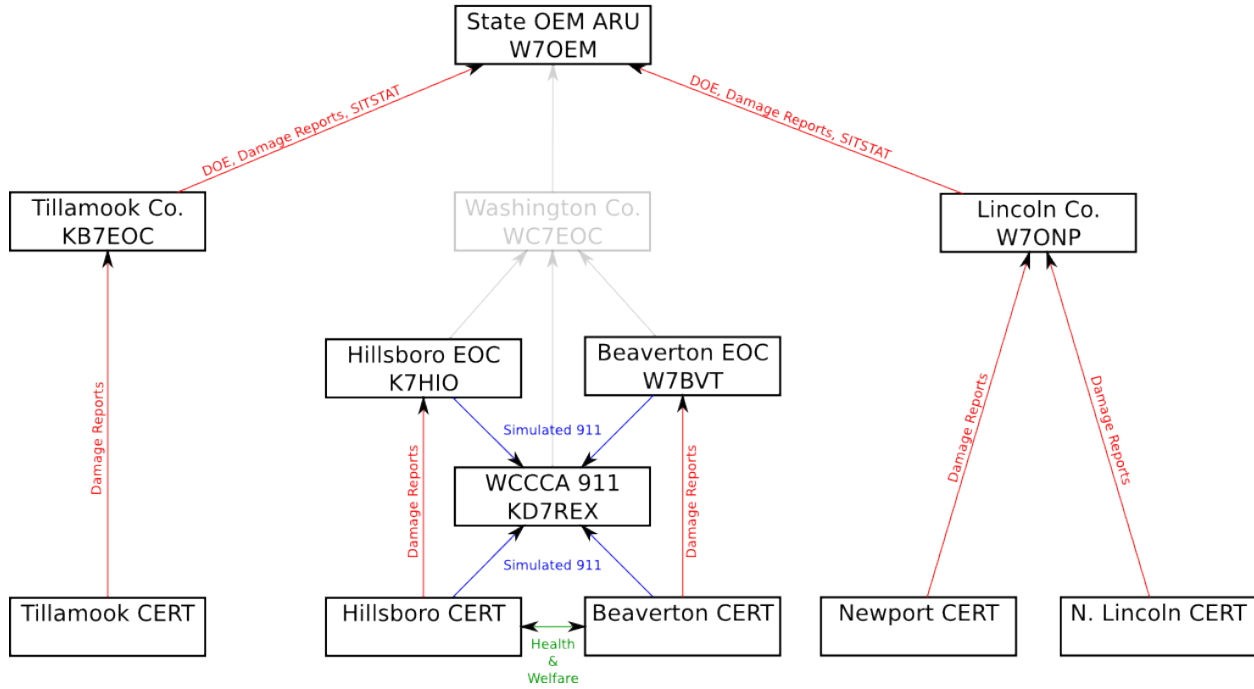 State OEM ARU
W7OEM
DOE, Damage Reports, SITSTAT
DOE, Damage Reports, SITSTAT
Tillamook Co.
KB7EOC
Washington Co.
WC7EOC
Lincoln Co.
W7ONP
Hillsboro EOC
K7HIO
Beaverton EOC
W7BVT
Damage Reports
Damage Reports
Simulated 911
Damage Reports
Damage Reports
Damage Reports
WCCCA 911
KD7REX
Simulated 911
Tillamook CERT
Hillsboro CERT
Beaverton CERT
Newport CERT
N. Lincoln CERT
Health
&
Welfare